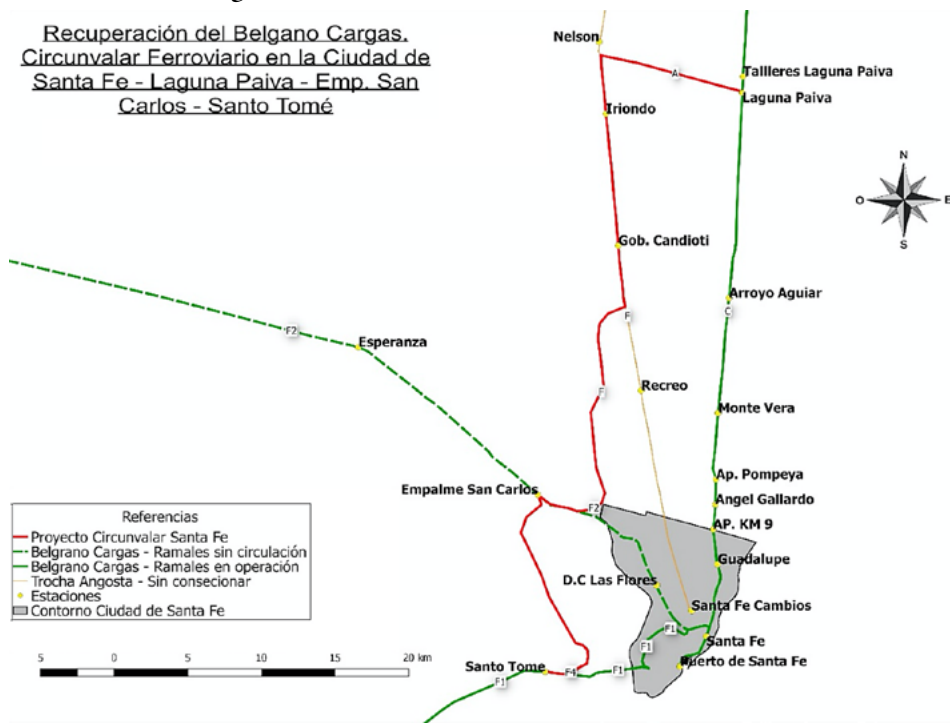 Recuperación del Belgano Cargas.
Circunvalar Ferroviario en la Ciudad de
Santa Fe - Laguna Paiva - Emp. San
Carlos - Santo Tomé
Nelson
A
Tallleres Laguna Paiva
Laguna Paiva
Iriondo
N
O
E
S
Gob. Candioti
Arroyo Aguiar
C
F
F2
Esperanza
Recreo
F
Monte Vera
Ap. Pompeya
Empalme San Carlos
Angel Gallardo
F2
AP. KM 9
Guadalupe
D.C Las Flores
Santa Fe Cambios
F1
Santa Fe
F1
Puerto de Santa Fe
Santo Tome
F4
F1
F1
Referencias
Proyecto Circunvalar Santa Fe
Belgrano Cargas - Ramales sin circulación
Belgrano Cargas - Ramales en operación
Trocha Angosta - Sin consecionar
Estaciones
Contorno Ciudad de Santa Fe
5 0 5 10 15 20 km